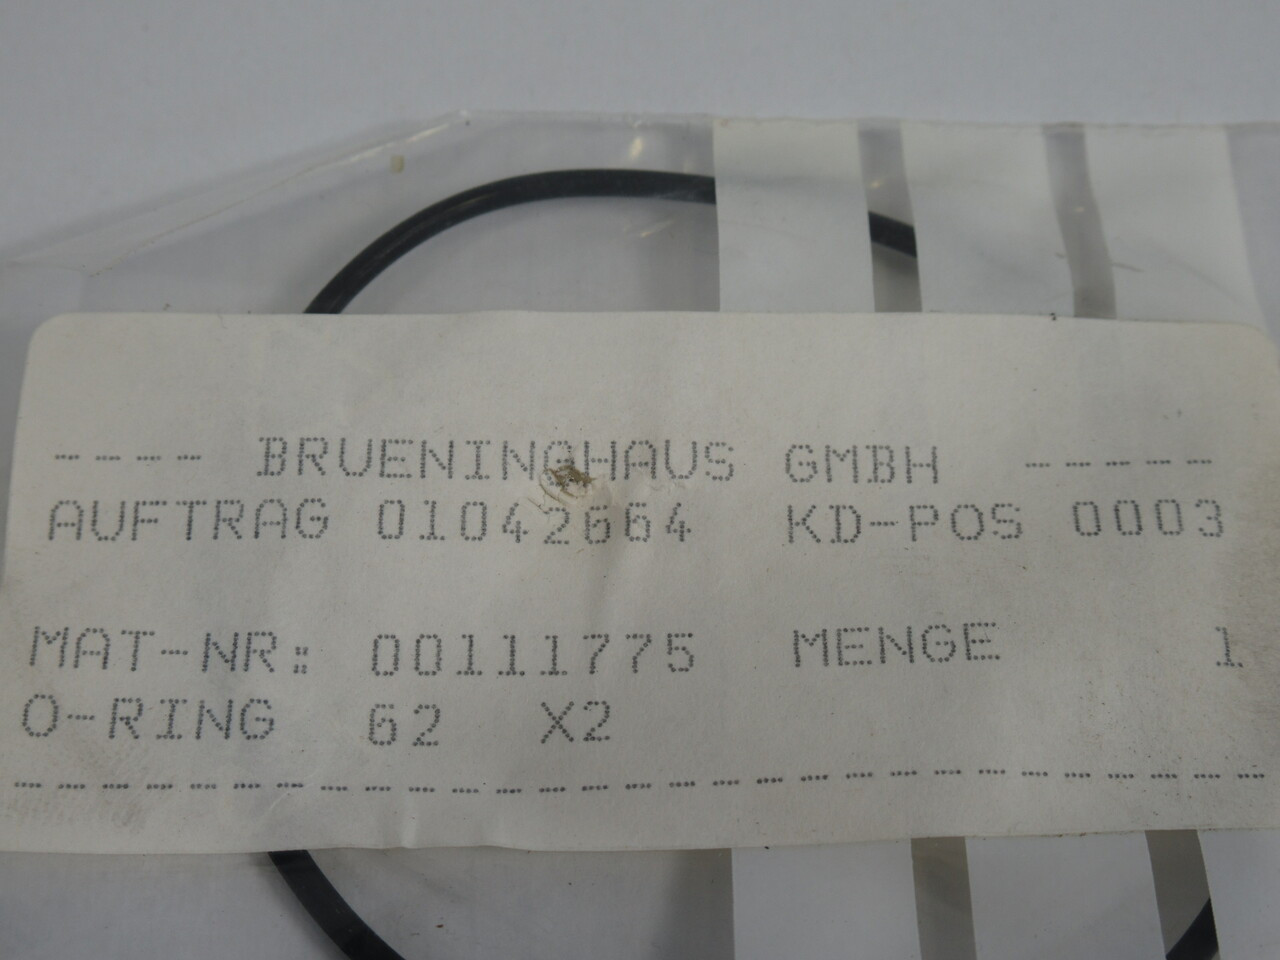 ---- BRUENINGHAUS GMBH -----
AUFTRAG 01042664 KD-POS 0003
MAT-NR: 00111775 MENGE 1
O-RING 62 X2